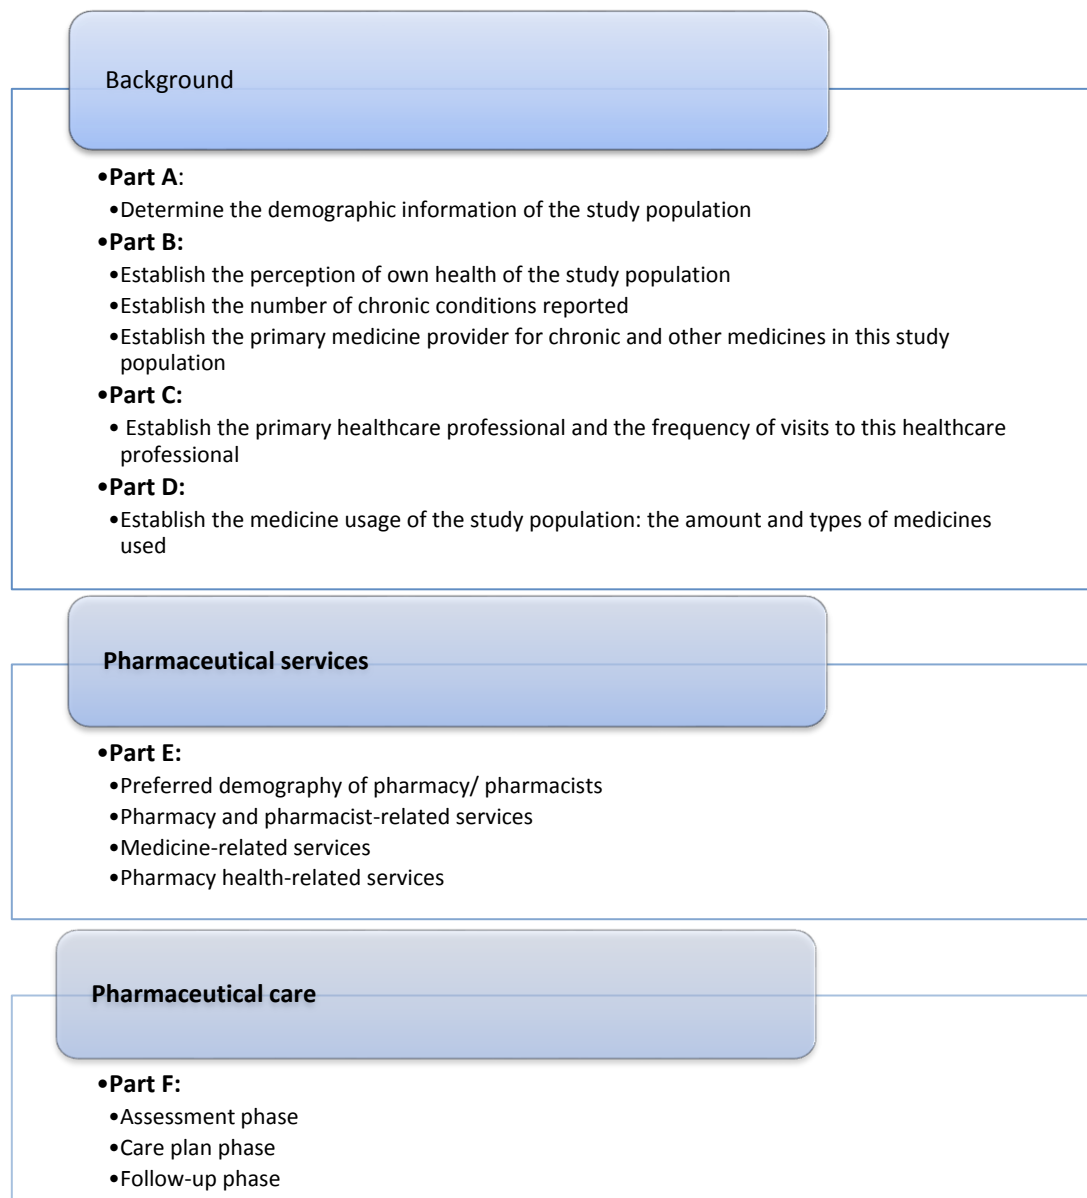 Background
•Part A:
•Determine the demographic information of the study population
•Part B:
•Establish the perception of own health of the study population
•Establish the number of chronic conditions reported
•Establish the primary medicine provider for chronic and other medicines in this study
population
•Part C:
• Establish the primary healthcare professional and the frequency of visits to this healthcare
professional
•Part D:
•Establish the medicine usage of the study population: the amount and types of medicines
used
Pharmaceutical services
•Part E:
•Preferred demography of pharmacy/ pharmacists
•Pharmacy and pharmacist-related services
•Medicine-related services
•Pharmacy health-related services
Pharmaceutical care
•Part F:
•Assessment phase
•Care plan phase
•Follow-up phase